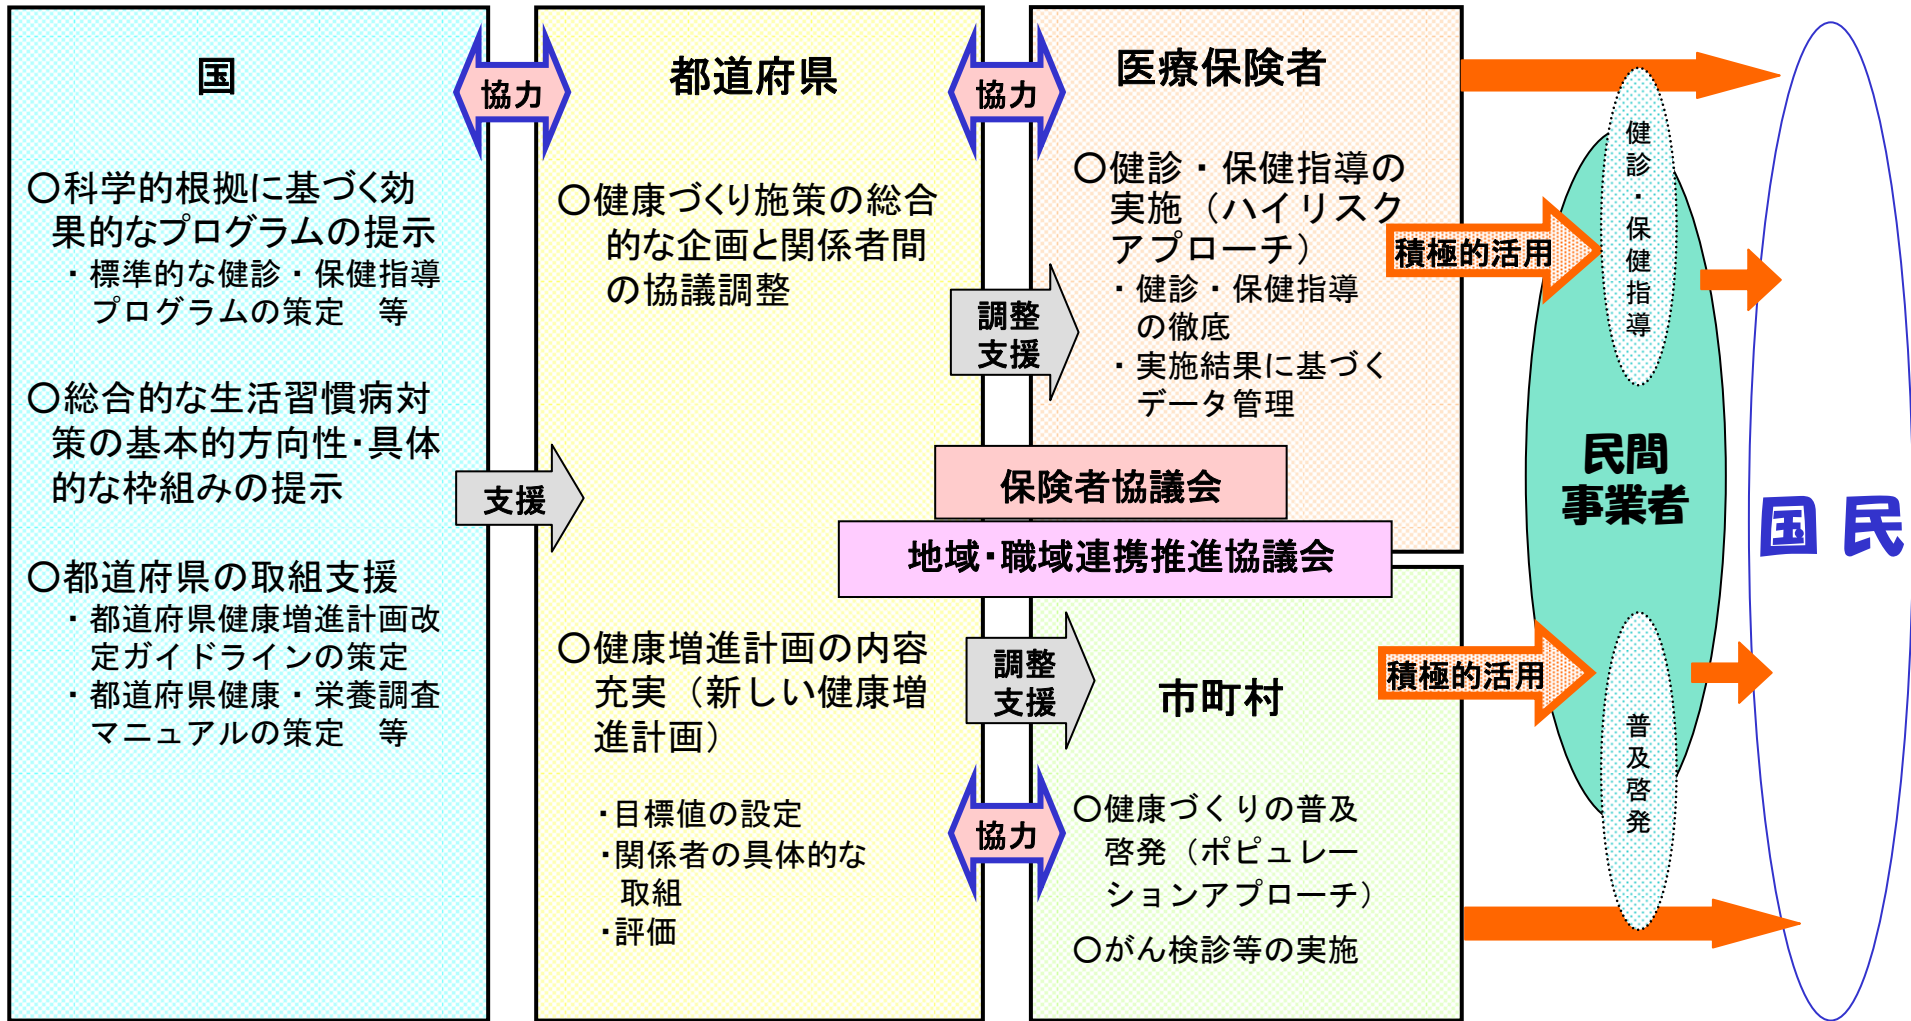 国
協力
都道府県
協力
医療保険者
〇科学的根拠に基づく効
果的なプログラムの提示
・標準的な健診・保健指導
プログラムの策定　等
〇総合的な生活習慣病対
策の基本的方向性・具体
的な枠組みの提示
〇都道府県の取組支援
・都道府県健康増進計画改
定ガイドラインの策定
・都道府県健康・栄養調査
マニュアルの策定　等
支援
〇健康づくり施策の総合
的な企画と関係者間
の協議調整
〇健康増進計画の内容
充実（新しい健康増
進計画）
・目標値の設定
・関係者の具体的な
取組
・評価
調整
支援
〇健診・保健指導の
実施（ハイリスク
アプローチ）
・健診・保健指導
の徹底
・実施結果に基づく
データ管理
保険者協議会
地域・職域連携推進協議会
調整
支援
市町村
協力
〇健康づくりの普及
啓発（ポピュレー
ションアプローチ）
〇がん検診等の実施
積極的活用
積極的活用
健診・保健指導
民間
事業者
普及啓発
国民